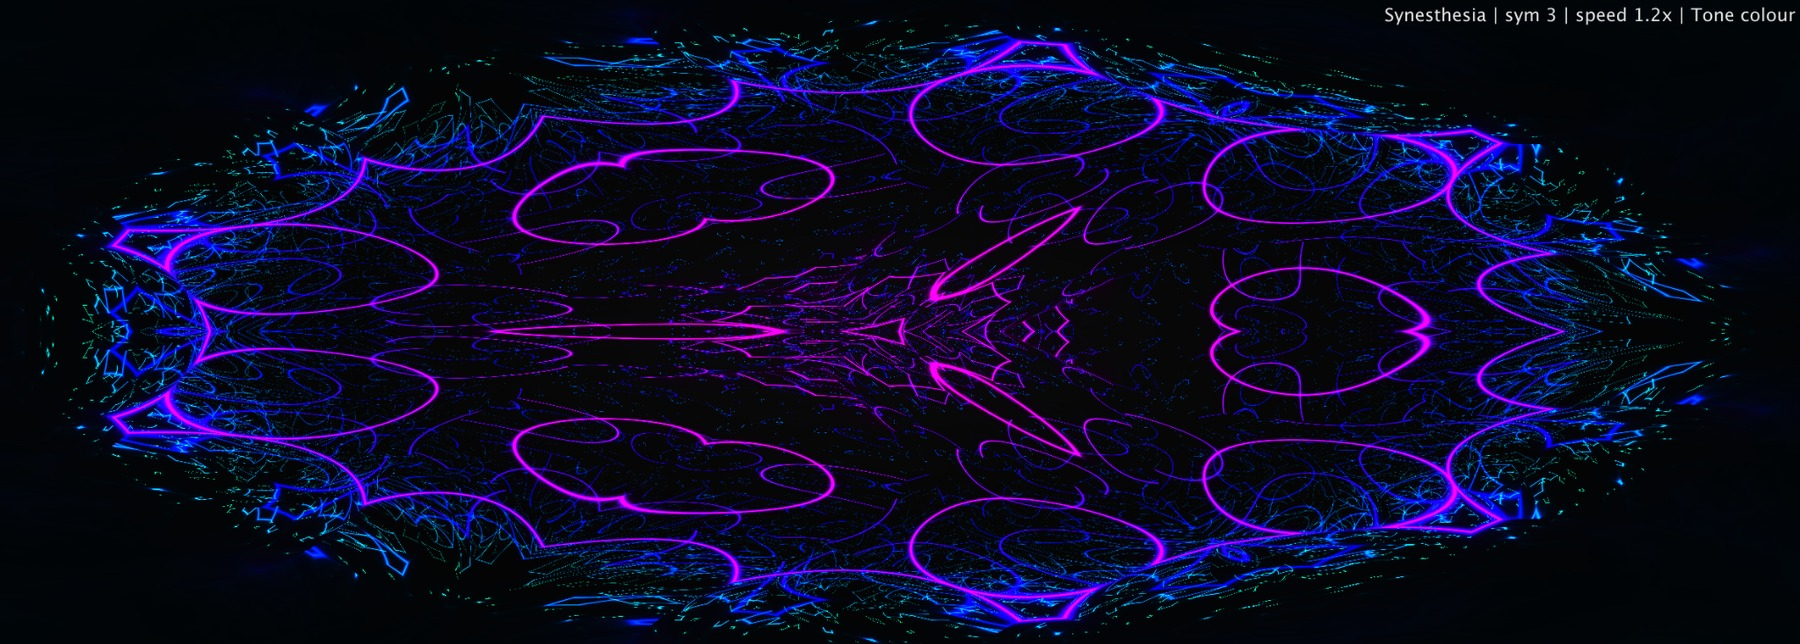 Synesthesia | sym 3 | speed 1.2x | Tone colour